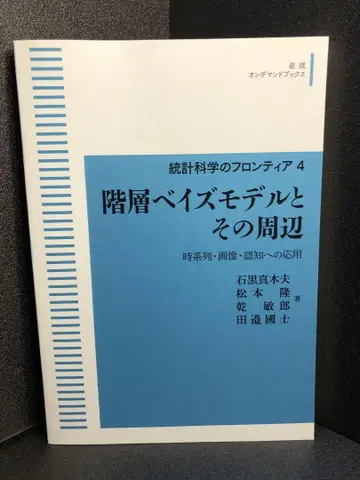 岩波
オンデマンドブックス
統計科学のフロンティア 4
階層ベイズモデルと
その周辺
時系列・画像・認知への応用
石黒真木夫
松本 隆
乾 敏郎
田邉國士
著